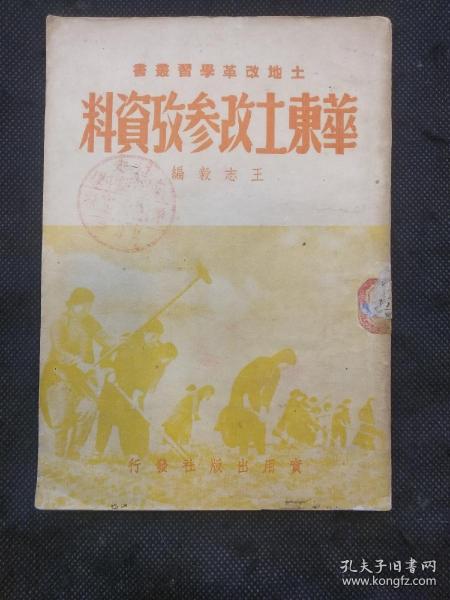 土地改革學習叢書
華東土改参攷資料
王志毅編
實用出版社發行
孔夫子旧书网
www.kongfz.com